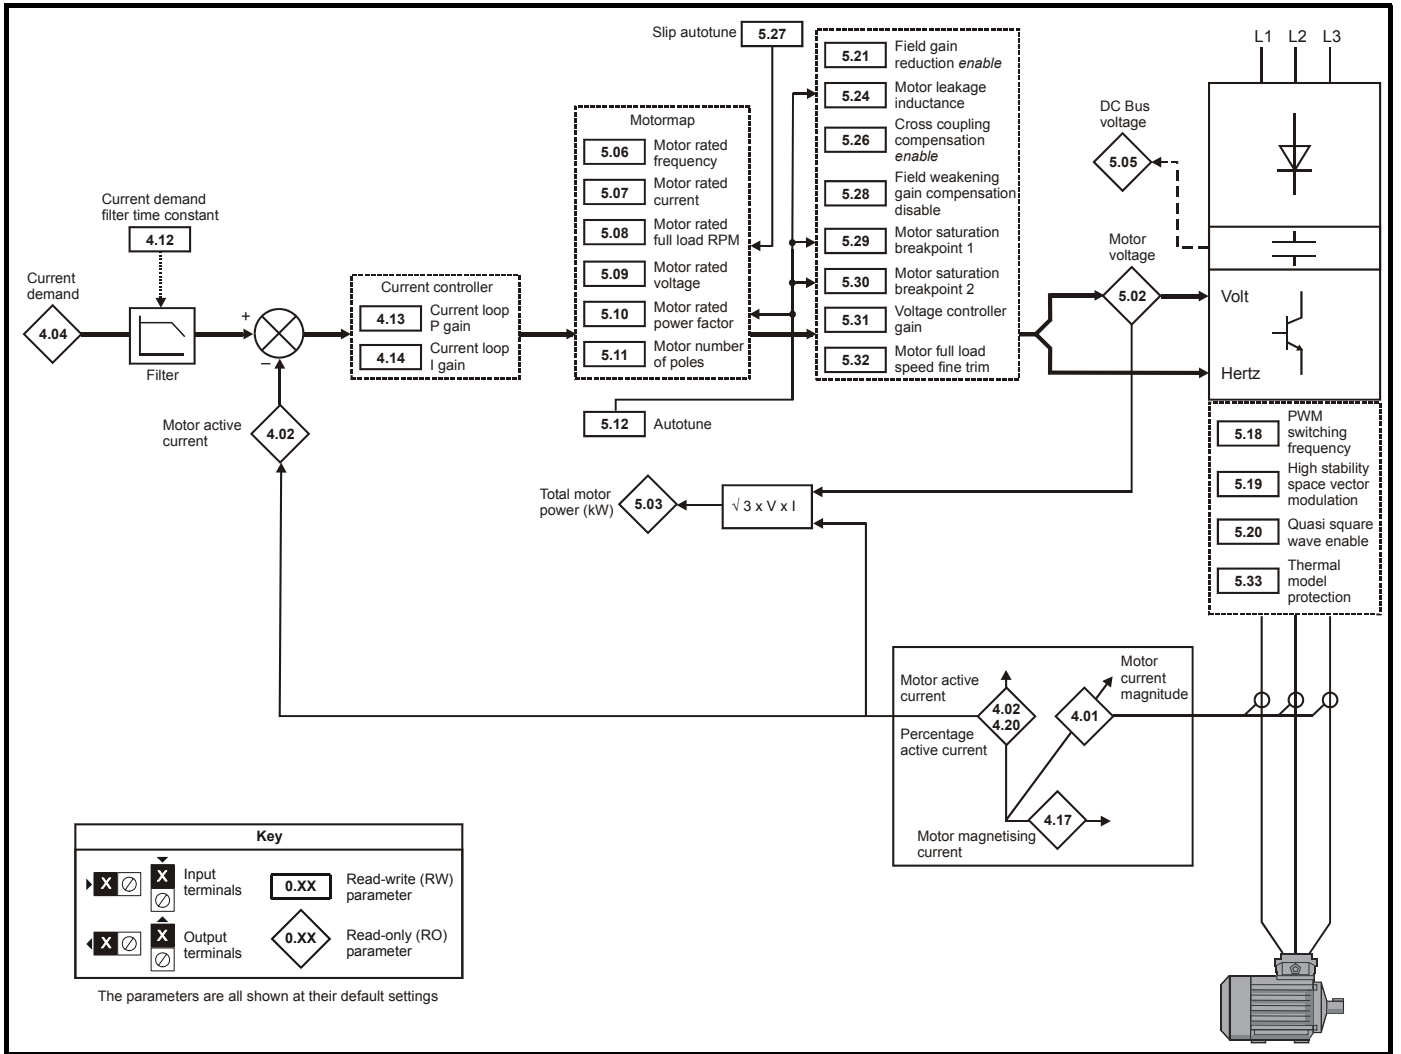 Slip autotune
5.27
5.21
Field gain
reduction enable
5.24
Motor leakage
inductance
5.26
Cross coupling
compensation
enable
5.28
Field weakening
gain compensation
disable
5.29
Motor saturation
breakpoint 1
5.30
Motor saturation
breakpoint 2
5.31
Voltage controller
gain
5.32
Motor full load
speed fine trim
L1 L2 L3
DC Bus
voltage
5.05
Motor
voltage
5.02
Volt
Hertz
Motormap
5.06
Motor rated
frequency
5.07
Motor rated
current
5.08
Motor rated
full load RPM
5.09
Motor rated
voltage
5.10
Motor rated
power factor
5.11
Motor number
of poles
5.12
Autotune
Current demand
filter time constant
4.12
Current
demand
4.04
Filter
+
−
Current controller
4.13
Current loop
P gain
4.14
Current loop
I gain
Motor active
current
4.02
Total motor
power (kW)
5.03
√ 3 x V x I
5.18
PWM
switching
frequency
5.19
High stability
space vector
modulation
5.20
Quasi square
wave enable
5.33
Thermal
model
protection
Motor active
current
4.02
4.20
Percentage
active current
4.01
Motor
current
magnitude
4.17
Motor magnetising
current
Key
X
X
Input
terminals
0.XX
Read-write (RW)
parameter
X
X
Output
terminals
0.XX
Read-only (RO)
parameter
The parameters are all shown at their default settings